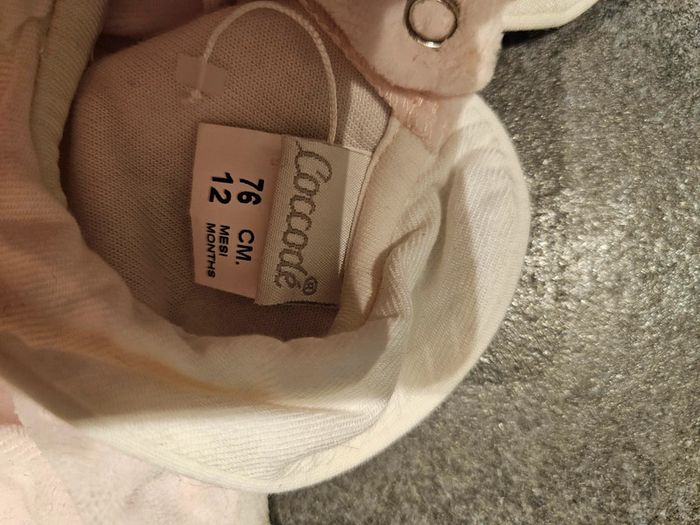 Coccodé®
76 CM.
12 MESI
MONTHS